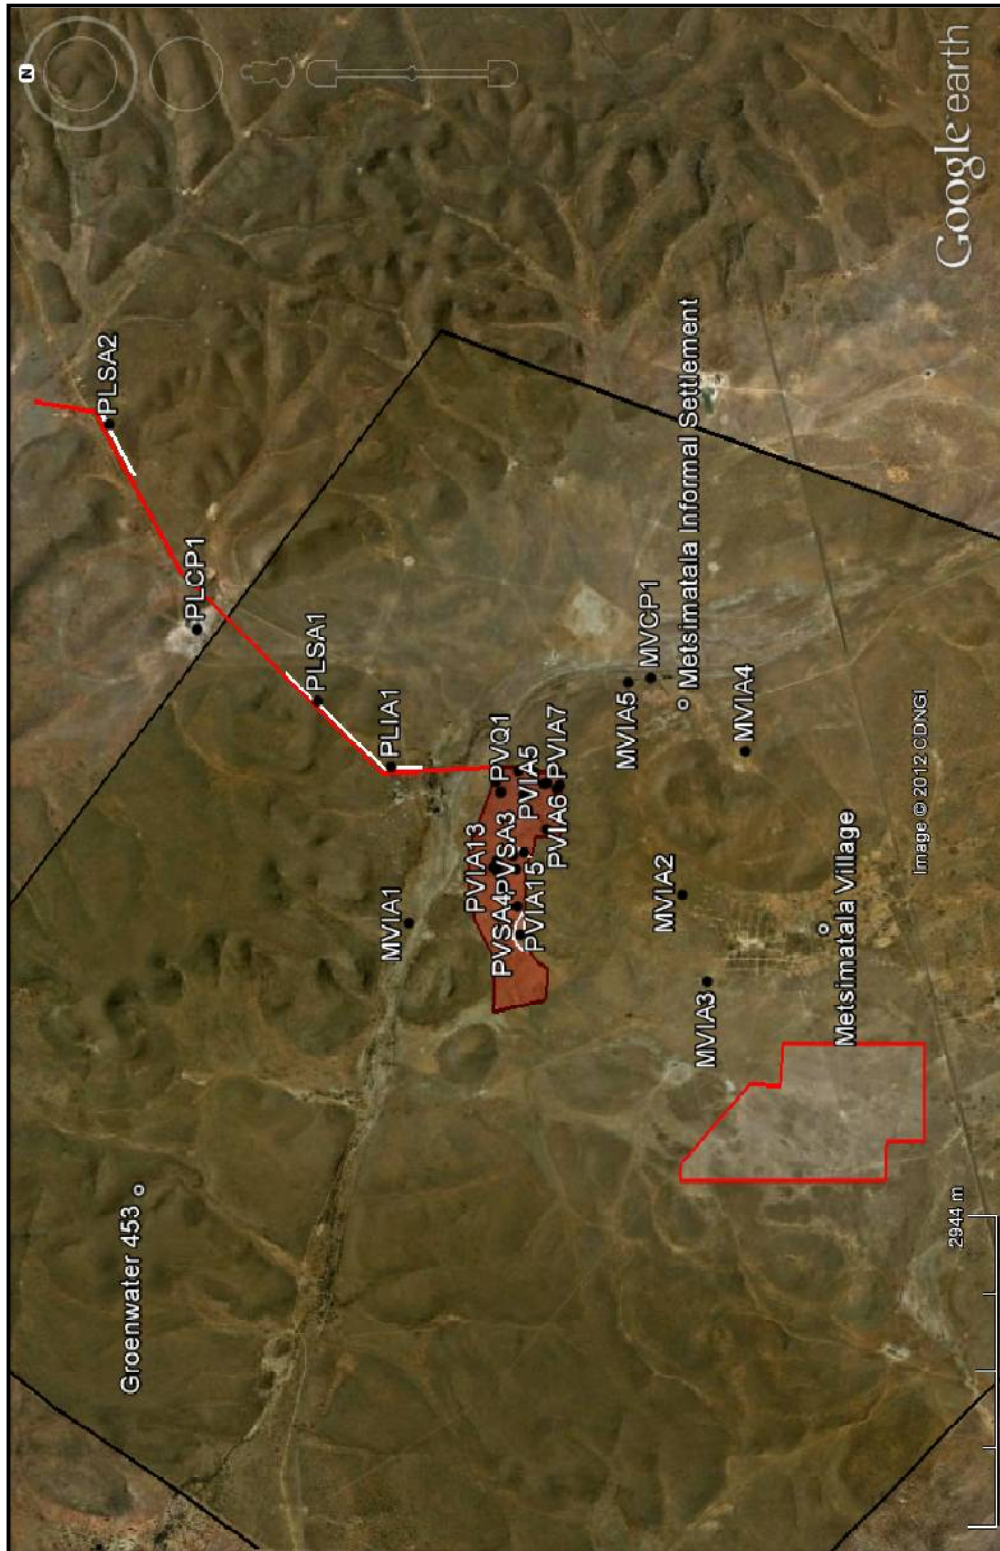 N
PLSA2
Groenwater 453
PLCP1
PLSA1
MVIA1
PLIA1
PVIA13
PVSA4
PVSA3
PVQ1
PVIA15
PVIA5
PVIA6
PVIA7
MVIA5
MVCP1
MVIA2
Metsimatala Informal Settlement
MVIA3
MVIA4
Metsimatala Village
Image © 2012 CDNGI
2944 m
Google earth